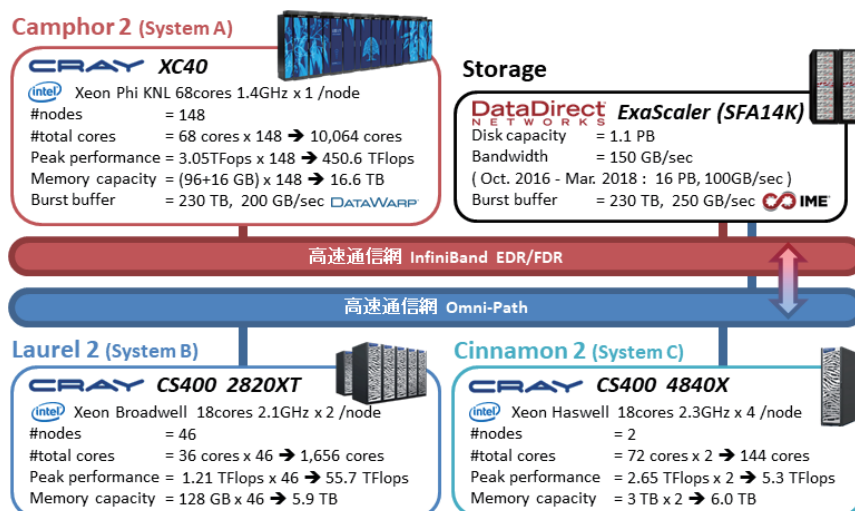 Camphor 2 (System A)
CRAY XC40
intel Xeon Phi KNL 68cores 1.4GHz x 1 /node
#nodes = 148
#total cores = 68 cores x 148 ➔ 10,064 cores
Peak performance = 3.05TFops x 148 ➔ 450.6 TFlops
Memory capacity = (96+16 GB) x 148 ➔ 16.6 TB
Burst buffer = 230 TB, 200 GB/sec DATAWARP
Storage
DataDirect NETWORKS ExaScaler (SFA14K)
Disk capacity = 1.1 PB
Bandwidth = 150 GB/sec
( Oct. 2016 - Mar. 2018 : 16 PB, 100GB/sec )
Burst buffer = 230 TB, 250 GB/sec IME
高速通信網 InfiniBand EDR/FDR
高速通信網 Omni-Path
Laurel 2 (System B)
CRAY CS400 2820XT
intel Xeon Broadwell 18cores 2.1GHz x 2 /node
#nodes = 46
#total cores = 36 cores x 46 ➔ 1,656 cores
Peak performance = 1.21 TFlops x 46 ➔ 55.7 TFlops
Memory capacity = 128 GB x 46 ➔ 5.9 TB
Cinnamon 2 (System C)
CRAY CS400 4840X
intel Xeon Haswell 18cores 2.3GHz x 4 /node
#nodes = 2
#total cores = 72 cores x 2 ➔ 144 cores
Peak performance = 2.65 TFlops x 2 ➔ 5.3 TFlops
Memory capacity = 3 TB x 2 ➔ 6.0 TB